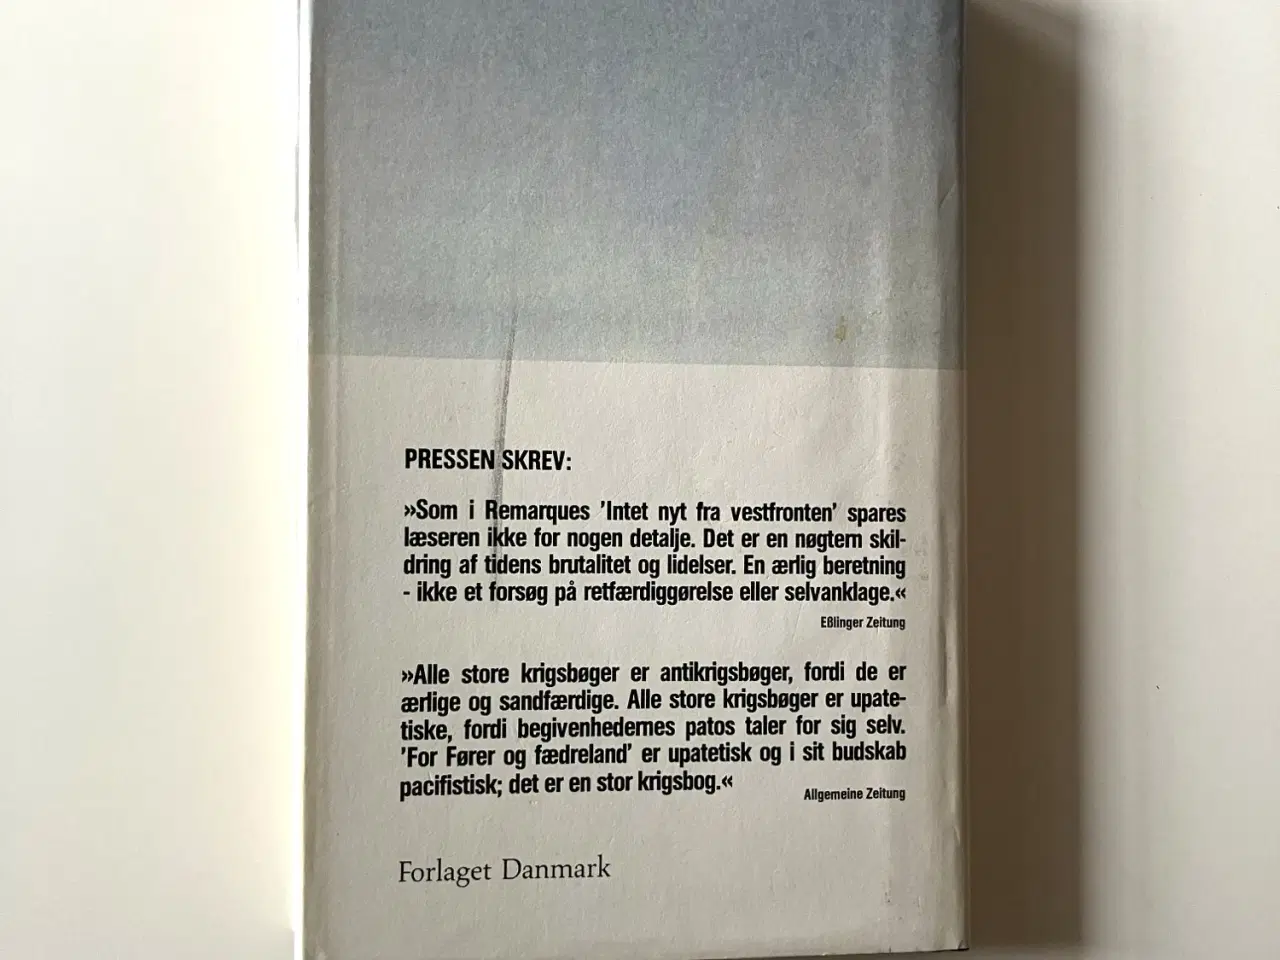 PRESSEN SKREV:
»Som i Remarques 'Intet nyt fra vestfronten' spares
læseren ikke for nogen detalje. Det er en nøgtern skil-
dring af tidens brutalitet og lidelser. En ærlig beretning
- ikke et forsøg på retfærdiggørelse eller selvanklage.«
Eßlinger Zeitung
»Alle store krigsbøger er antikrigsbøger, fordi de er
ærlige og sandfærdige. Alle store krigsbøger er upate-
tiske, fordi begivenhedernes patos taler for sig selv.
'For Fører og fædreland' er upatetisk og i sit budskab
pacifistisk; det er en stor krigsbog.«
Allgemeine Zeitung
Forlaget Danmark